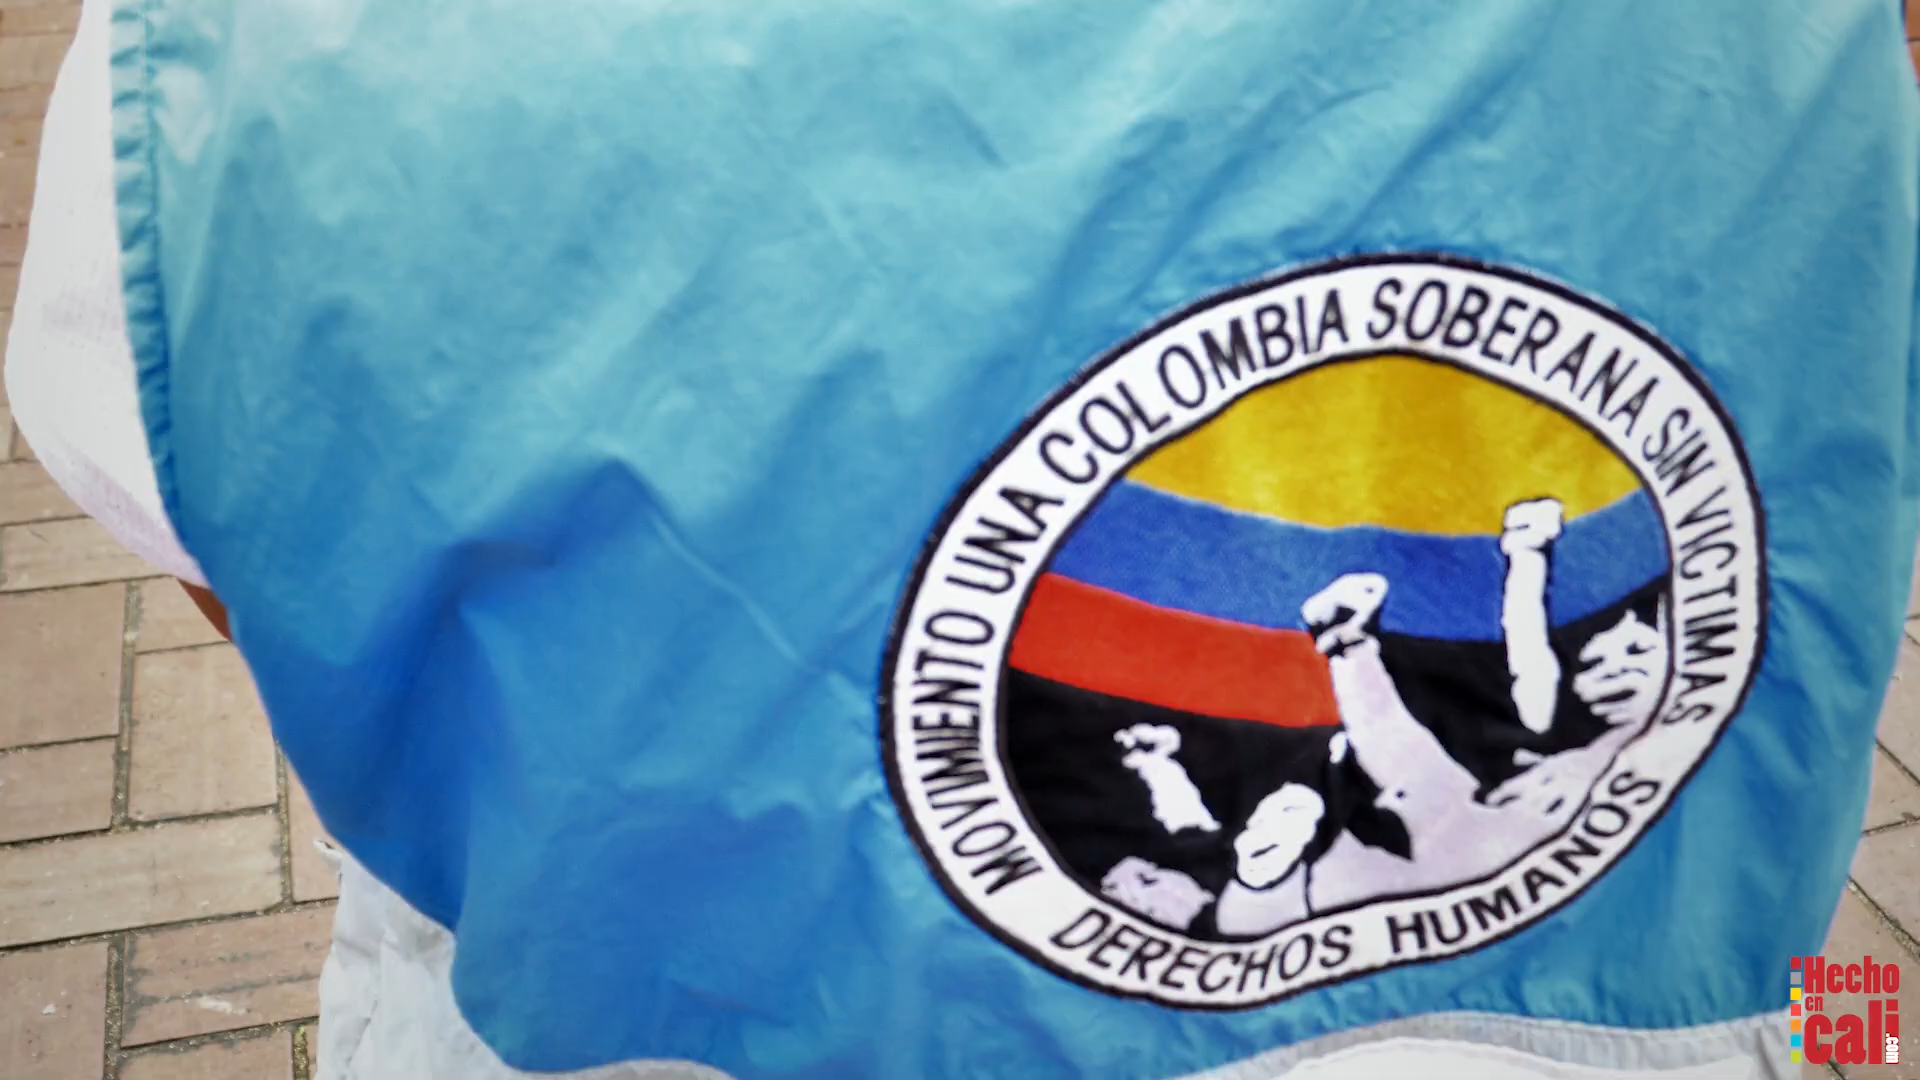 MOVIMIENTO UNA COLOMBIA SOBERANA SIN VICTIMAS
DERECHOS HUMANOS
Hecho
en
cali
.com